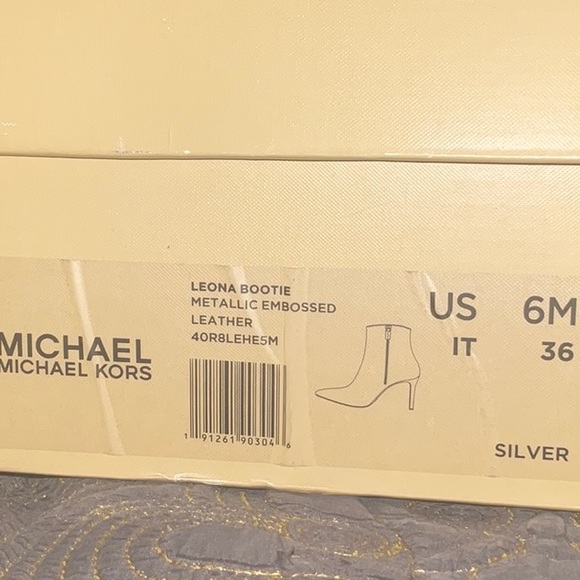 MICHAEL
MICHAEL KORS
LEONA BOOTIE
METALLIC EMBOSSED
LEATHER
40R8LEHE5M
1 91261 90304 6
US 6M
IT 36
SILVER